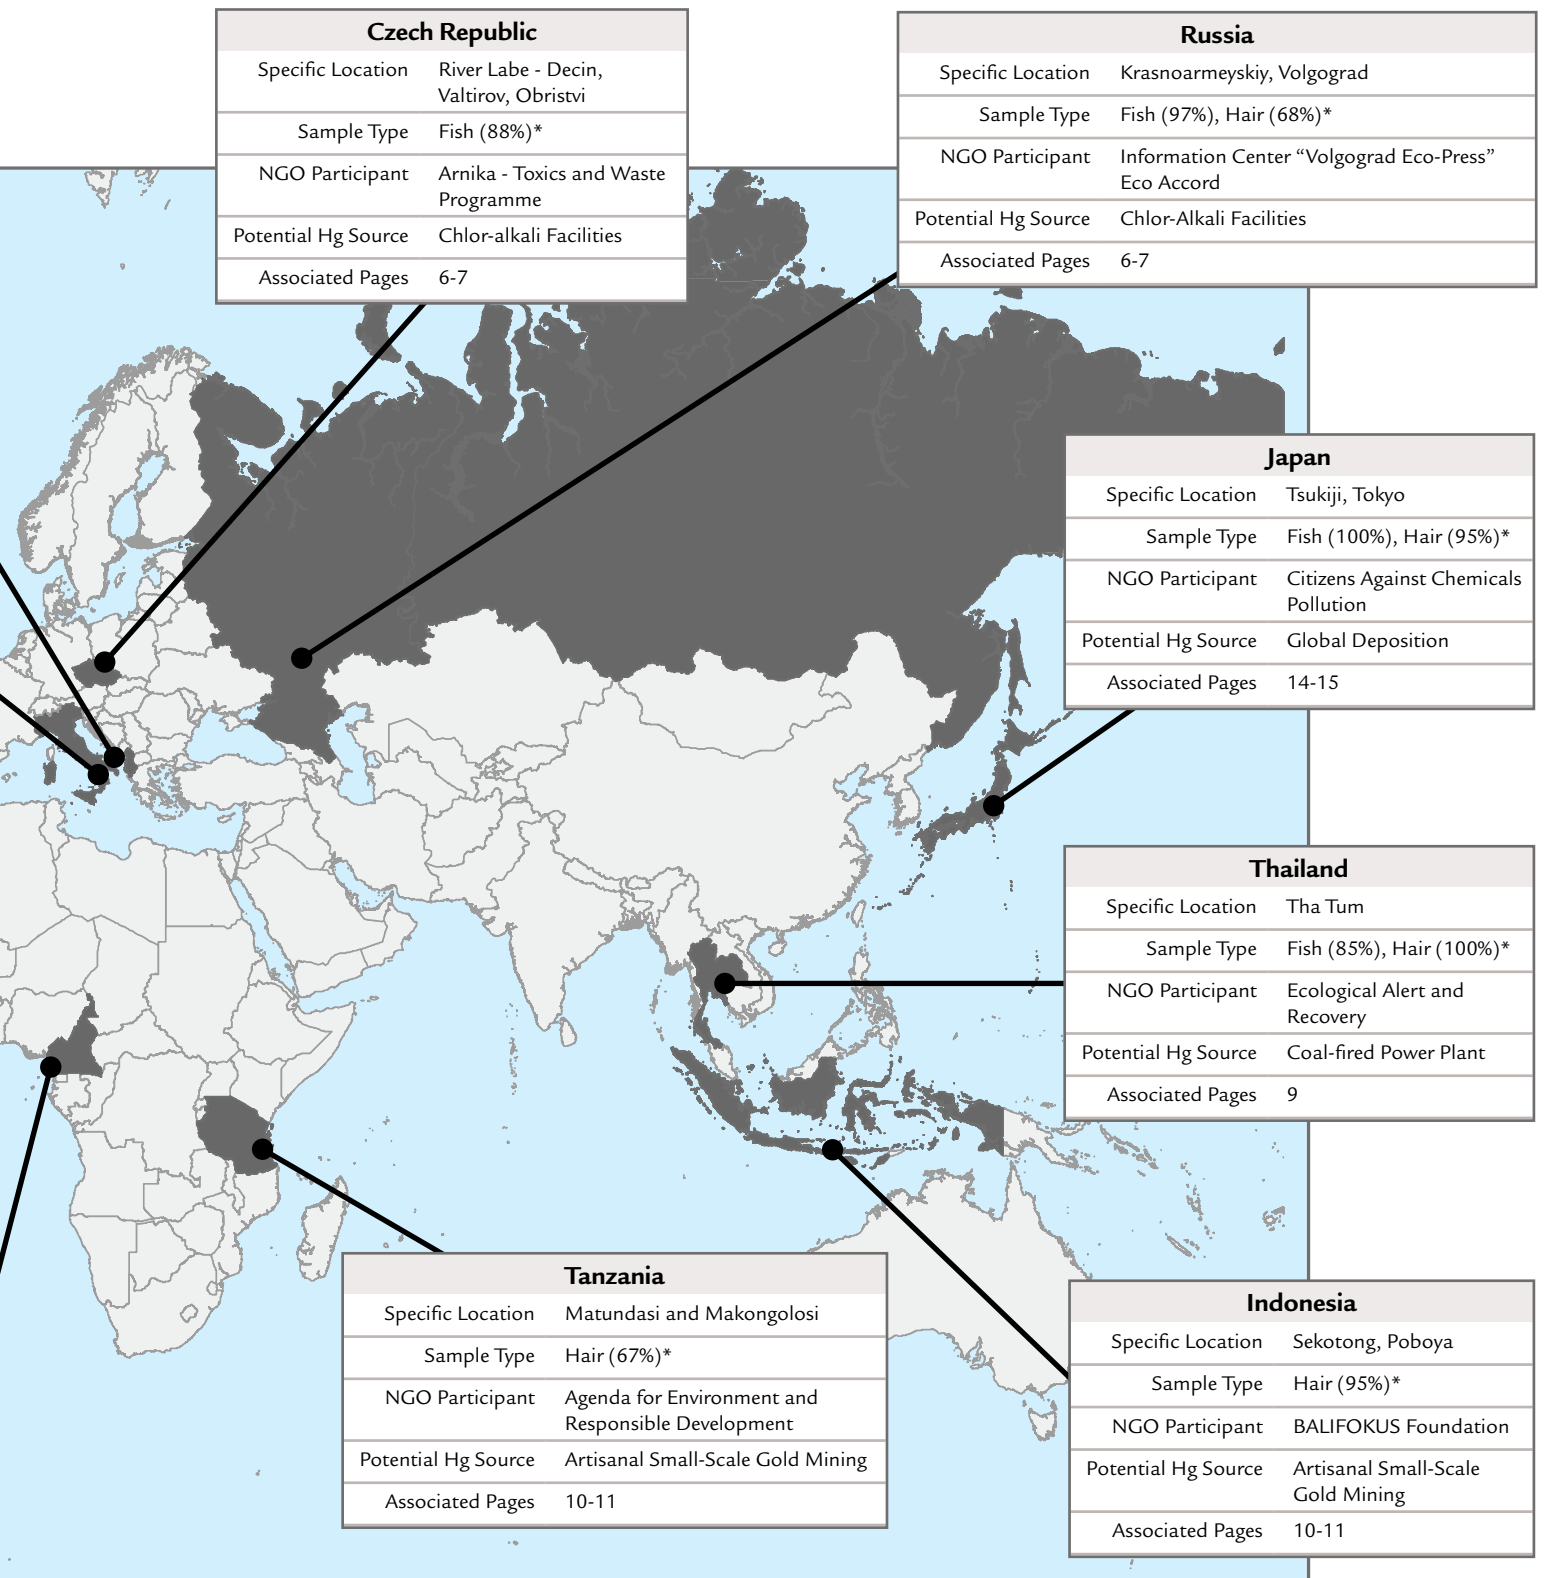 Czech Republic
Specific Location River Labe - Decin,
Valtirov, Obristvi
Sample Type Fish (88%)*
NGO Participant Arnika - Toxics and Waste
Programme
Potential Hg Source Chlor-alkali Facilities
Associated Pages 6-7
Russia
Specific Location Krasnoarmeyskiy, Volgograd
Sample Type Fish (97%), Hair (68%)*
NGO Participant Information Center “Volgograd Eco-Press”
Eco Accord
Potential Hg Source Chlor-Alkali Facilities
Associated Pages 6-7
Japan
Specific Location Tsukiji, Tokyo
Sample Type Fish (100%), Hair (95%)*
NGO Participant Citizens Against Chemicals
Pollution
Potential Hg Source Global Deposition
Associated Pages 14-15
Thailand
Specific Location Tha Tum
Sample Type Fish (85%), Hair (100%)*
NGO Participant Ecological Alert and
Recovery
Potential Hg Source Coal-fired Power Plant
Associated Pages 9
Tanzania
Specific Location Matundasi and Makongolosi
Sample Type Hair (67%)*
NGO Participant Agenda for Environment and
Responsible Development
Potential Hg Source Artisanal Small-Scale Gold Mining
Associated Pages 10-11
Indonesia
Specific Location Sekotong, Poboya
Sample Type Hair (95%)*
NGO Participant BALIFOKUS Foundation
Potential Hg Source Artisanal Small-Scale
Gold Mining
Associated Pages 10-11